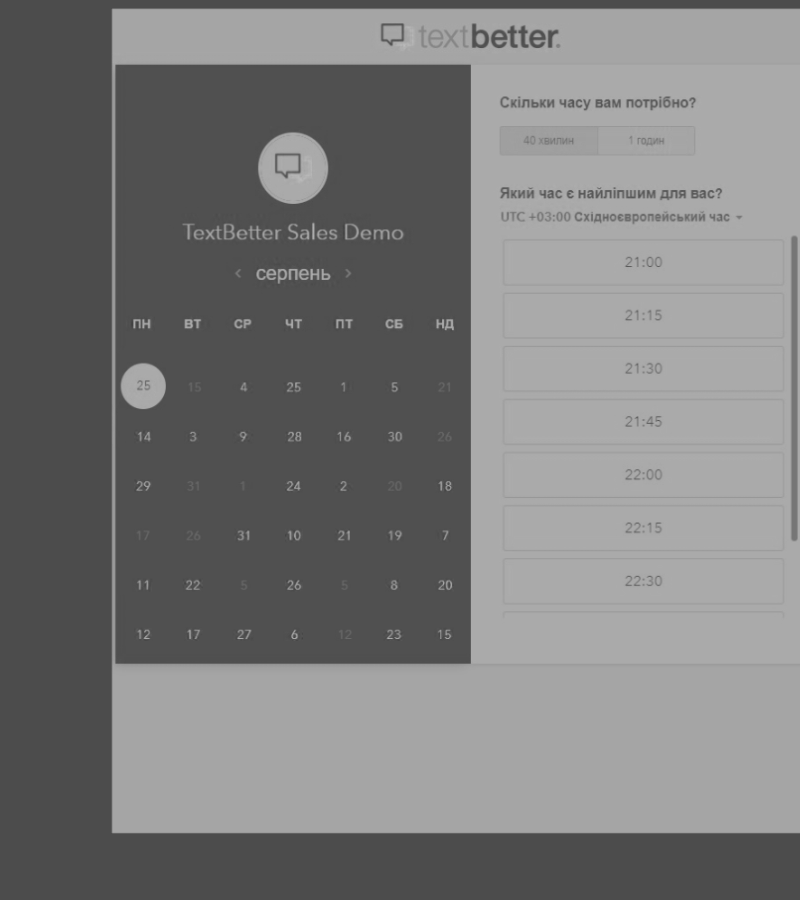 textbetter.
TextBetter Sales Demo
< серпень >
ПН ВТ СР ЧТ ПТ СБ НД
25 15 4 25 1 5 21
14 3 9 28 16 30 26
29 31 1 24 2 20 18
17 26 31 10 21 19 7
11 22 5 26 5 8 20
12 17 27 6 12 23 15
Скільки часу вам потрібно?
40 хвилин 1 годин
Який час є найліпшим для вас?
UTC +03:00 Східноєвропейський час
21:00
21:15
21:30
21:45
22:00
22:15
22:30